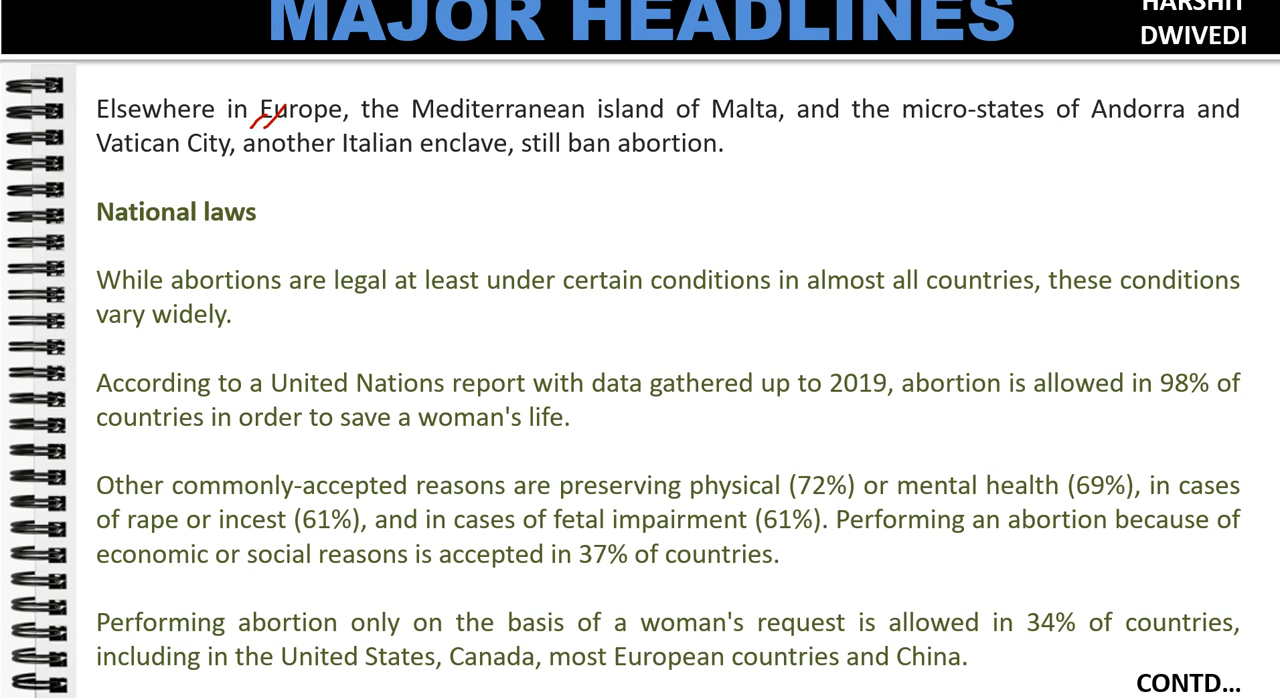 MAJOR HEADLINES
HARSHIT
DWIVEDI
Elsewhere in Europe, the Mediterranean island of Malta, and the micro-states of Andorra and
Vatican City, another Italian enclave, still ban abortion.
National laws
While abortions are legal at least under certain conditions in almost all countries, these conditions
vary widely.
According to a United Nations report with data gathered up to 2019, abortion is allowed in 98% of
countries in order to save a woman's life.
Other commonly-accepted reasons are preserving physical (72%) or mental health (69%), in cases
of rape or incest (61%), and in cases of fetal impairment (61%). Performing an abortion because of
economic or social reasons is accepted in 37% of countries.
Performing abortion only on the basis of a woman's request is allowed in 34% of countries,
including in the United States, Canada, most European countries and China.
CONTD...